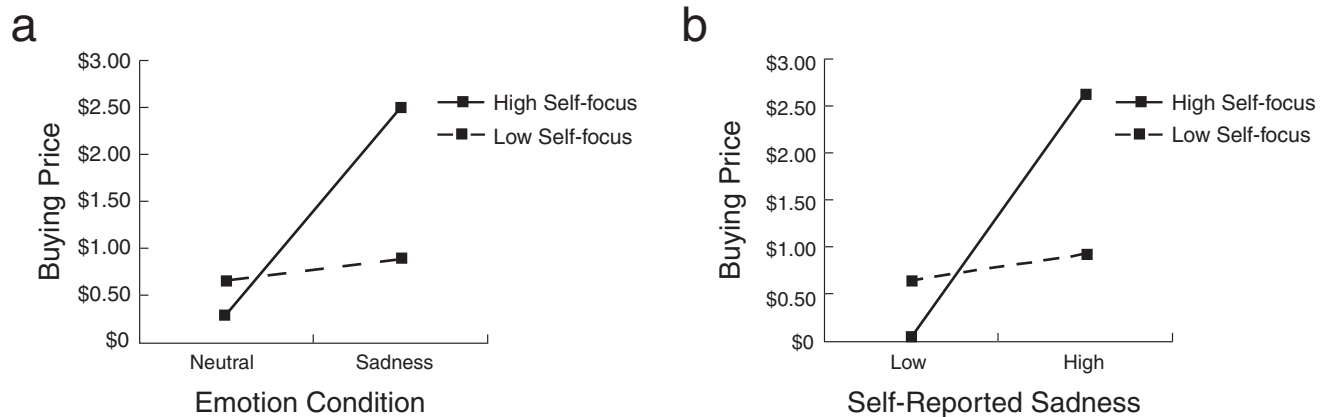 a
$3.00
$2.50
$2.00
$1.50
$1.00
$0.50
$0
Buying Price
High Self-focus
Low Self-focus
Neutral
Sadness
Emotion Condition
b
$3.00
$2.50
$2.00
$1.50
$1.00
$0.50
$0
Buying Price
High Self-focus
Low Self-focus
Low
High
Self-Reported Sadness